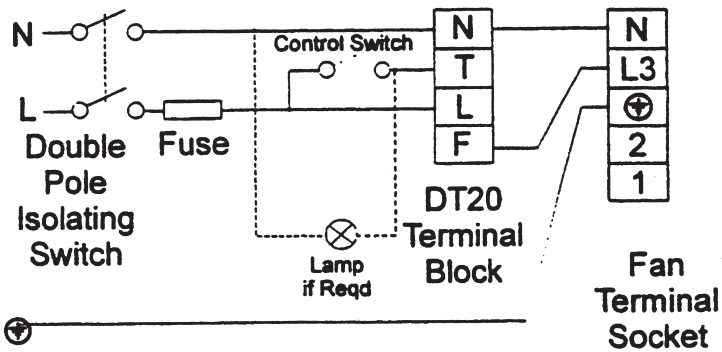 N
Control Switch
N
T
L
F
N
L3
2
1
L
Fuse
Double
Pole
Isolating
Switch
DT20
Terminal
Block
Lamp
if Reqd
Fan
Terminal
Socket